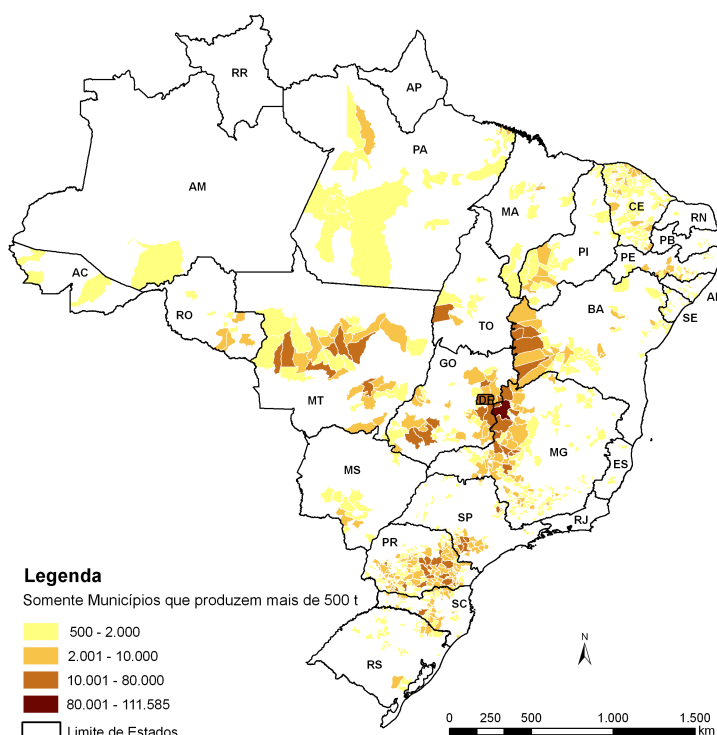 RR
AP
AM
PA
MA
CE
RN
PB
PE
PI
AC
RO
TO
BA
SE
GO
DF
MT
MG
ES
MS
SP
RJ
PR
SC
RS
Legenda
Somente Municípios que produzem mais de 500 t
500 - 2.000
2.001 - 10.000
10.001 - 80.000
80.001 - 111.585
Limite de Estados
N
0 250 500 1.000 1.500
km